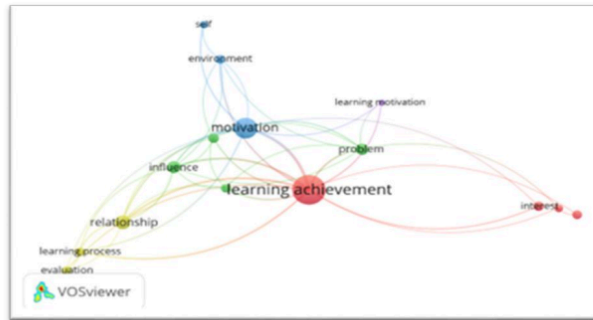 self
environment
learning motivation
motivation
problem
influence
learning achievement
interest
relationship
learning process
evaluation
VOSviewer